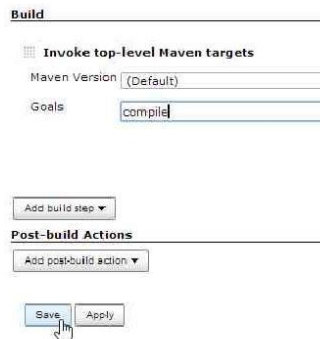 Build
Invoke top-level Maven targets
Maven Version (Default)
Goals compile
Add build step
Post-build Actions
Add post-build action
Save Apply